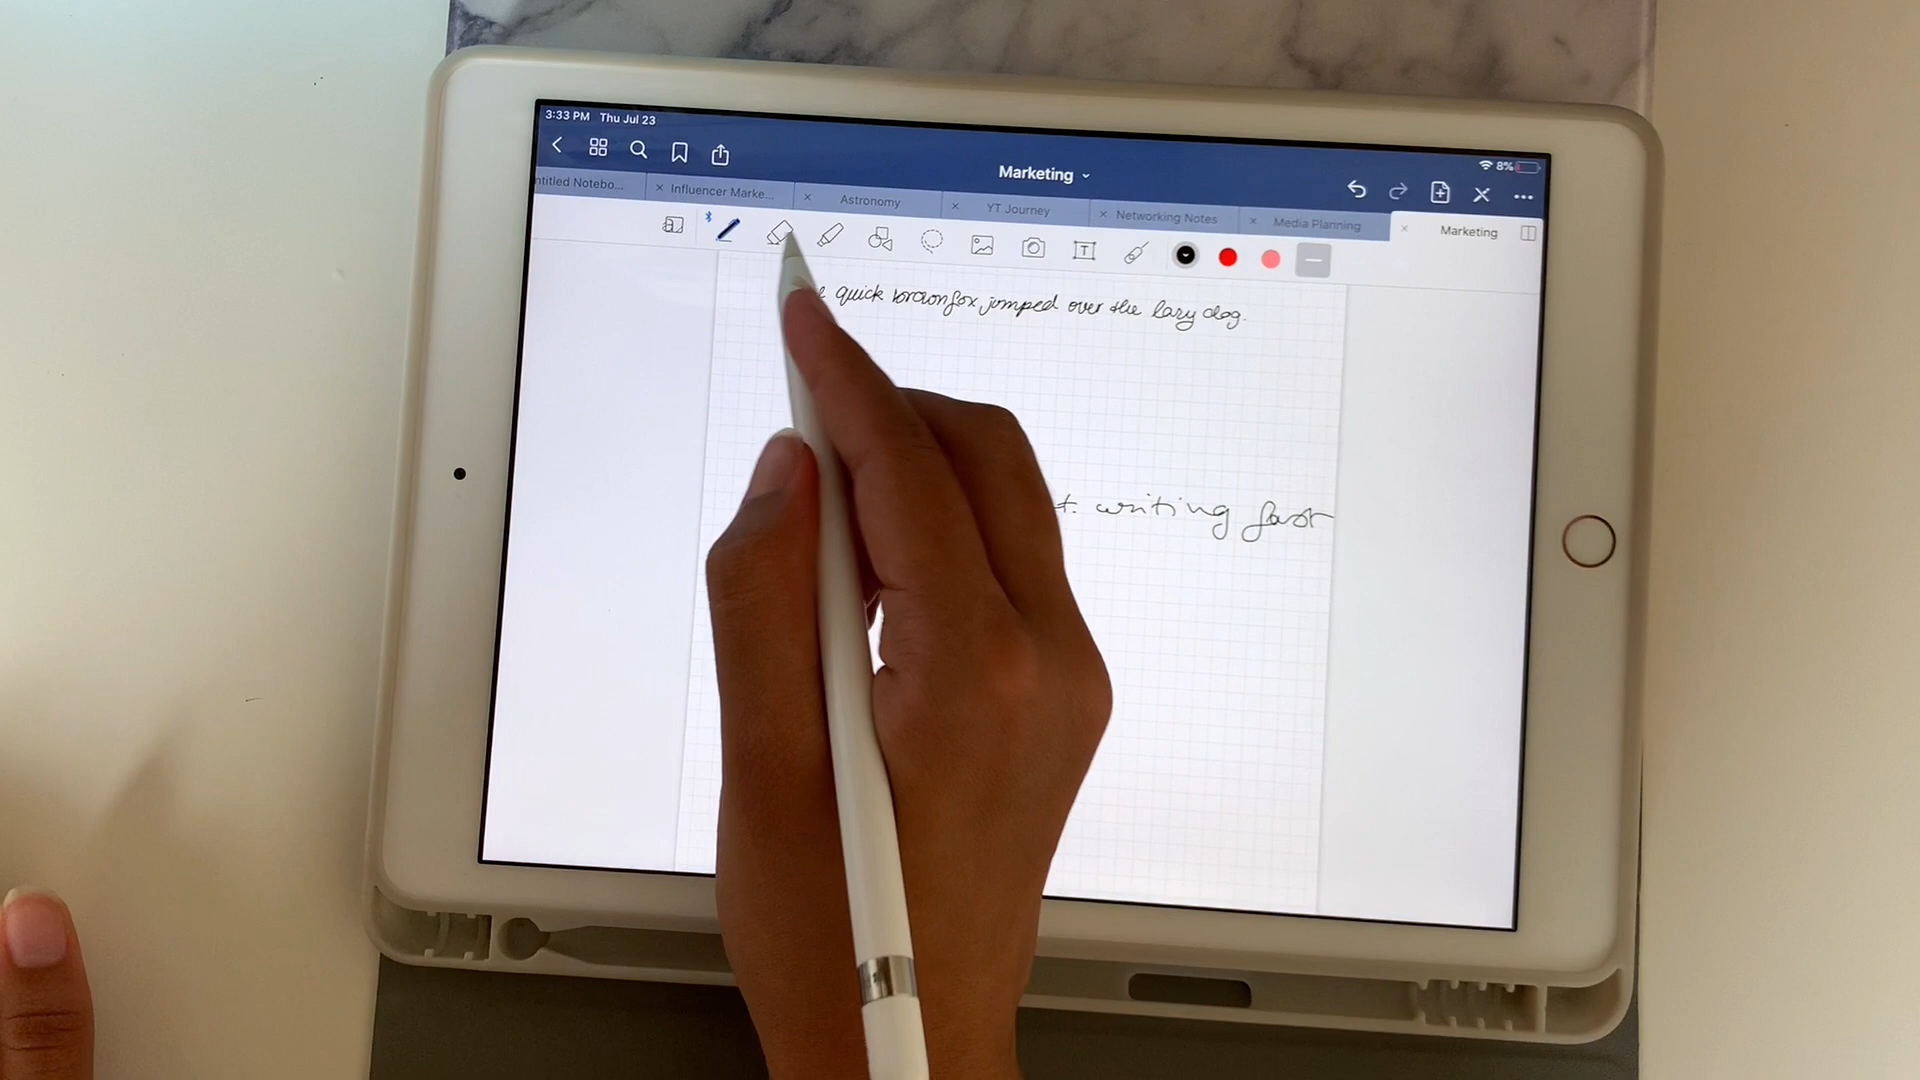 3:33 PM Thu Jul 23
8%
Marketing
ntitled Notebo...
Influencer Marke...
Astronomy
YT Journey
Networking Notes
Media Planning
Marketing
T
quick brown fox jumped over the lazy dog.
t. writing fast